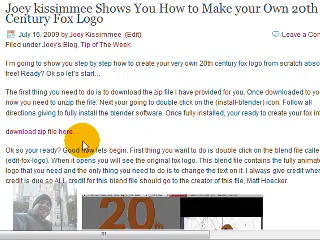 Joey kissimmee Shows You How to Make your Own 20th
Century Fox Logo
July 16, 2009 by Joey Kissimmee (Edit)
Leave a Com
Filed under Joey's Blog, Tip of The Week
I'm going to show you step by step how to create your very own 20th century fox logo from scratch abso
free! Ready? Ok so let's start...
The first thing you need to do is to download the zip file I have provided for you. Once downloaded to you
now you need to unzip the file. Next your going to double click on the (install-blender) icon. Follow all
directions giving to fully install the blender software. Once fully installed, your ready to create your fox in
download zip file here...
Ok so your ready? Good now lets begin. First thing you want to do is double click on the blend file calle
(edit-fox-logo). When it opens you will see the original fox logo. This blend file contains the fully animate
logo that you need and the only thing you need to do is to change the text on it. I always give credit whe
credit is due so ALL credit for this blend file should go to the creator of this file, Matt Hoecker.
20th